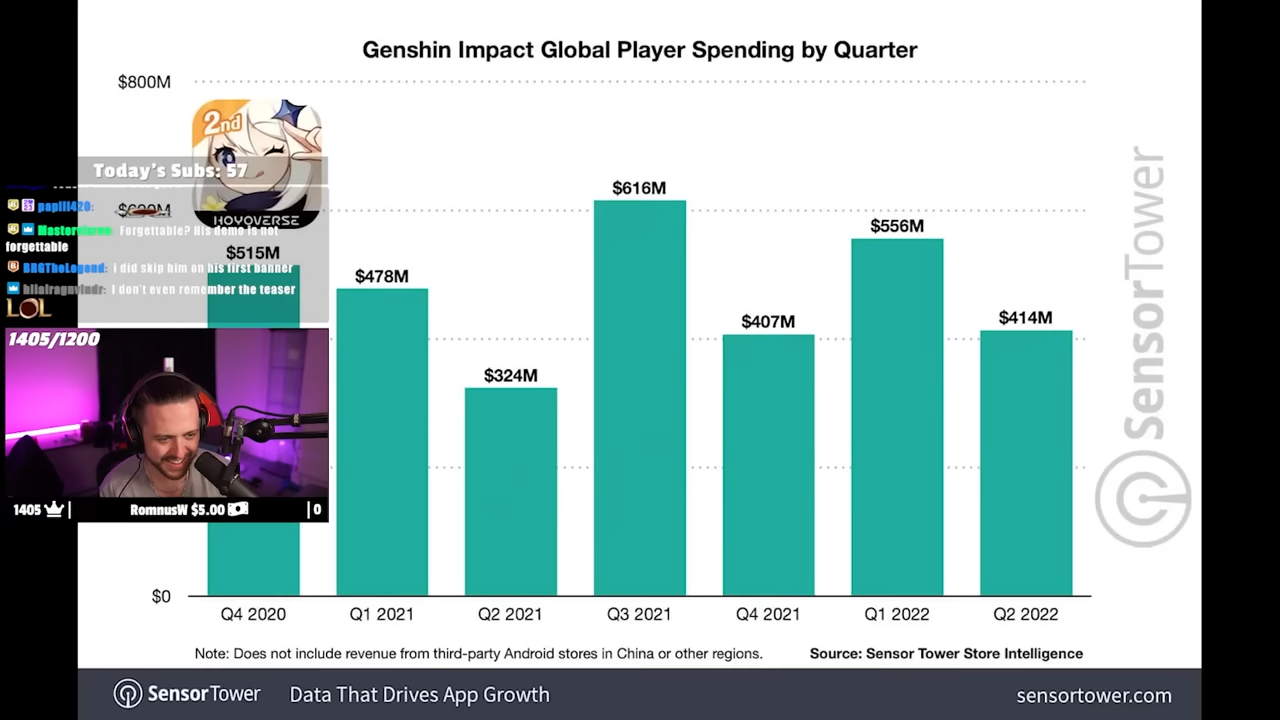 Genshin Impact Global Player Spending by Quarter
$800M
2nd
HOYOVERSE
Today's Subs: 57
papill420:
$600M
Forgettable? His demo is not
forgettable
BRGTheLegend: i did skip him on his first banner
hilairagnvindr: I don't even remember the teaser
LOL
1405/1200
1405
RomnusW $5.00
0
$515M
$478M
$324M
$616M
$407M
$556M
$414M
$0
Q4 2020
Q1 2021
Q2 2021
Q3 2021
Q4 2021
Q1 2022
Q2 2022
SensorTower
Note: Does not include revenue from third-party Android stores in China or other regions.
Source: Sensor Tower Store Intelligence
SensorTower
Data That Drives App Growth
sensortower.com